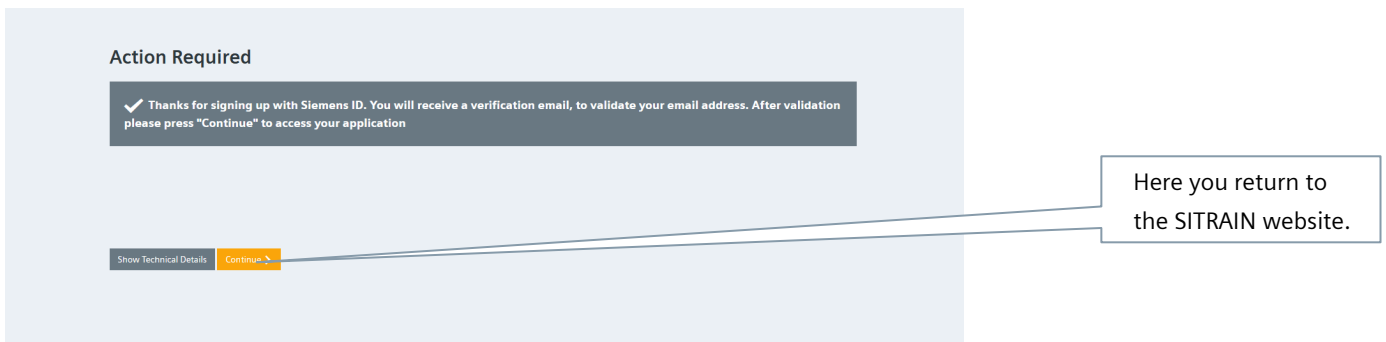 Action Required
Thanks for signing up with Siemens ID. You will receive a verification email, to validate your email address. After validation
please press "Continue" to access your application
Here you return to
the SITRAIN website.
Show Technical Details
Continue